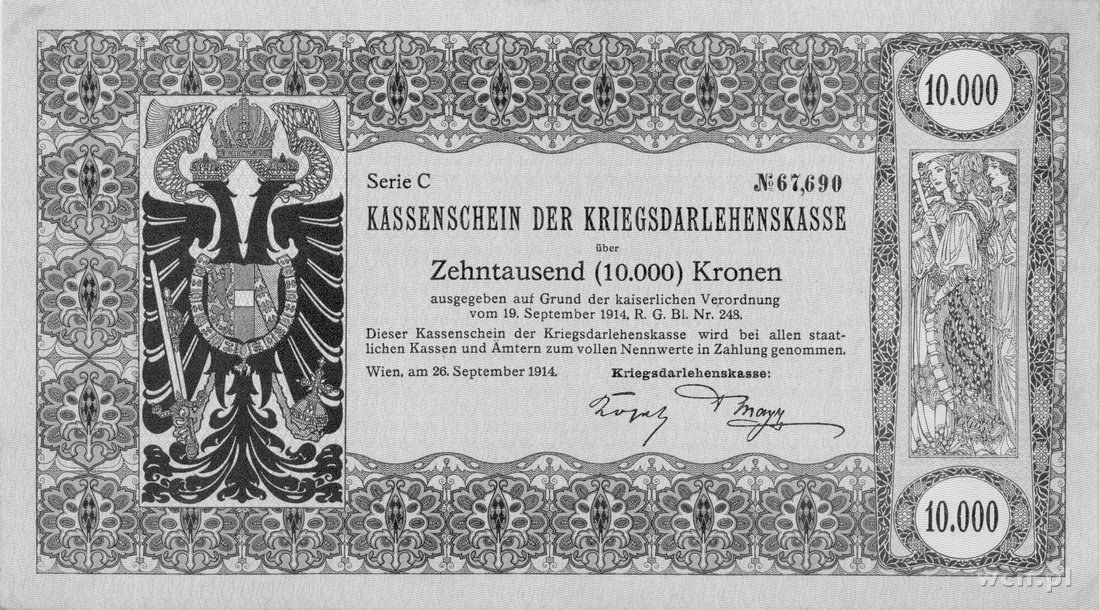 10.000
Serie C
№ 67,690
KASSENSCHEIN DER KRIEGSDARLEHENSKASSE
über
Zehntausend (10.000) Kronen
ausgegeben auf Grund der kaiserlichen Verordnung
vom 19. September 1914, R. G. Bl. Nr. 248.
Dieser Kassenschein der Kriegsdarlehenskasse wird bei allen staat-
lichen Kassen und Ämtern zum vollen Nennwerte in Zahlung genommen.
Wien, am 26. September 1914.
Kriegsdarlehenskasse:
10.000
wcn.pl